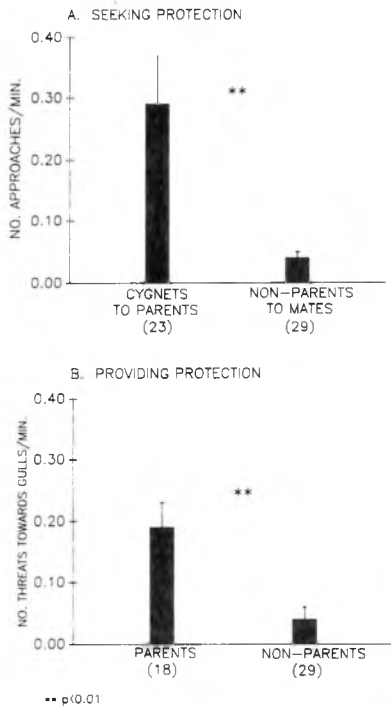 A. SEEKING PROTECTION
NO. APPROACHES/MIN.
0.40
0.30
0.20
0.10
0.00
**
CYGNETS TO PARENTS (23)
NON-PARENTS TO MATES (29)
B. PROVIDING PROTECTION
NO. THREATS TOWARDS GULLS/MIN.
0.40
0.30
0.20
0.10
0.00
**
PARENTS (18)
NON-PARENTS (29)
** p<0.01